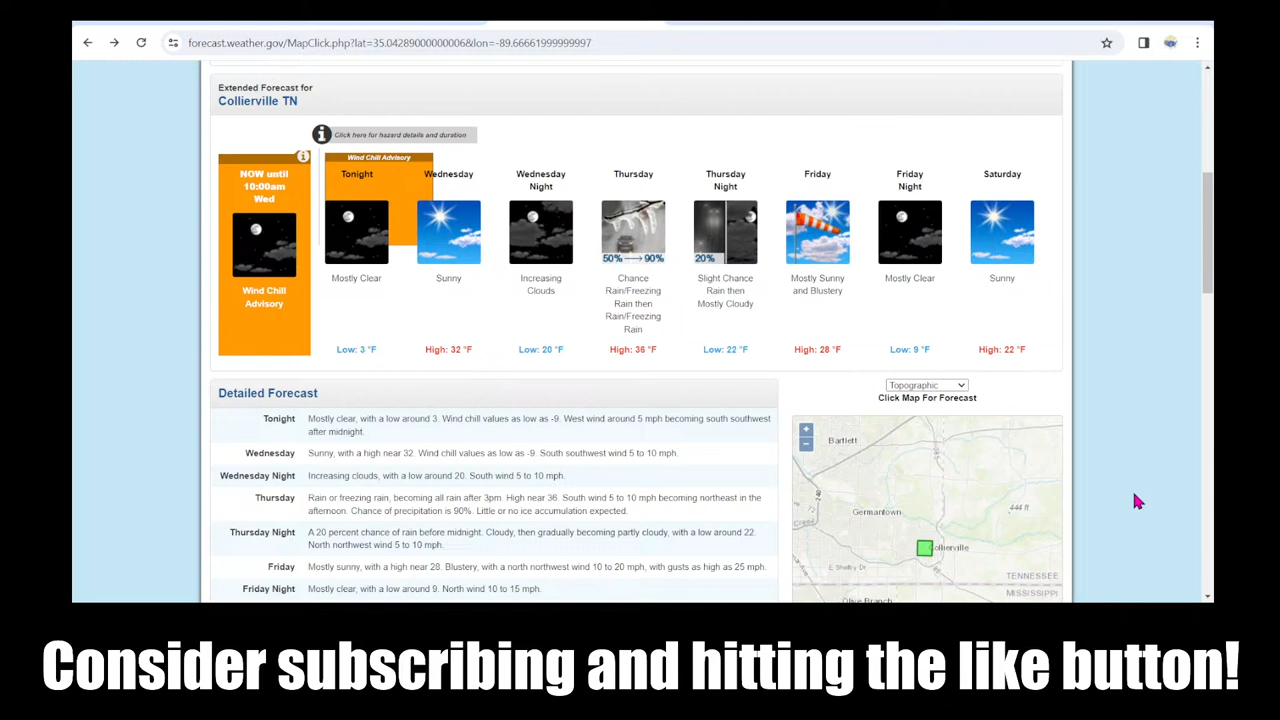 forecast.weather.gov/MapClick.php?lat=35.042890000000006&lon=-89.66661999999997
Extended Forecast for
Collierville TN
Click here for hazard details and duration
NOW until
10:00am
Wed
Wind Chill
Advisory
Wind Chill Advisory
Tonight
Mostly Clear
Low: 3 °F
Wednesday
Sunny
High: 32 °F
Wednesday
Night
Increasing
Clouds
Low: 20 °F
Thursday
50% 90%
Chance
Rain/Freezing
Rain then
Rain/Freezing
Rain
High: 36 °F
Thursday
Night
20%
Slight Chance
Rain then
Mostly Cloudy
Low: 22 °F
Friday
Mostly Sunny
and Blustery
High: 28 °F
Friday
Night
Mostly Clear
Low: 9 °F
Saturday
Sunny
High: 22 °F
Detailed Forecast
Tonight Mostly clear, with a low around 3. Wind chill values as low as -9. West wind around 5 mph becoming south southwest
after midnight.
Wednesday Sunny, with a high near 32. Wind chill values as low as -9. South southwest wind 5 to 10 mph.
Wednesday Night Increasing clouds, with a low around 20. South wind 5 to 10 mph.
Thursday Rain or freezing rain, becoming all rain after 3pm. High near 36. South wind 5 to 10 mph becoming northeast in the
afternoon. Chance of precipitation is 90%. Little or no ice accumulation expected.
Thursday Night A 20 percent chance of rain before midnight. Cloudy, then gradually becoming partly cloudy, with a low around 22.
North northwest wind 5 to 10 mph.
Friday Mostly sunny, with a high near 28. Blustery, with a north northwest wind 10 to 20 mph, with gusts as high as 25 mph.
Friday Night Mostly clear, with a low around 9. North wind 10 to 15 mph.
Topographic
Click Map For Forecast
+
−
Bartlett
240
Germantown
444 ft
Collierville
E Shelby Dr
TENNESSEE
MISSISSIPPI
Olive Branch
Consider subscribing and hitting the like button!